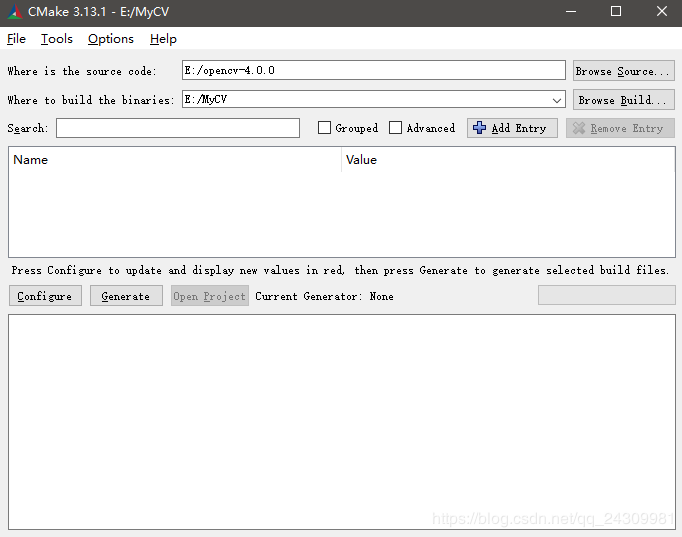 CMake 3.13.1 - E:/MyCV
File Tools Options Help
Where is the source code: E:/opencv-4.0.0 Browse Source...
Where to build the binaries: E:/MyCV Browse Build...
Search: Grouped Advanced Add Entry Remove Entry
Name Value
Press Configure to update and display new values in red, then press Generate to generate selected build files.
Configure Generate Open Project Current Generator: None
https://blog.csdn.net/qq_24309981